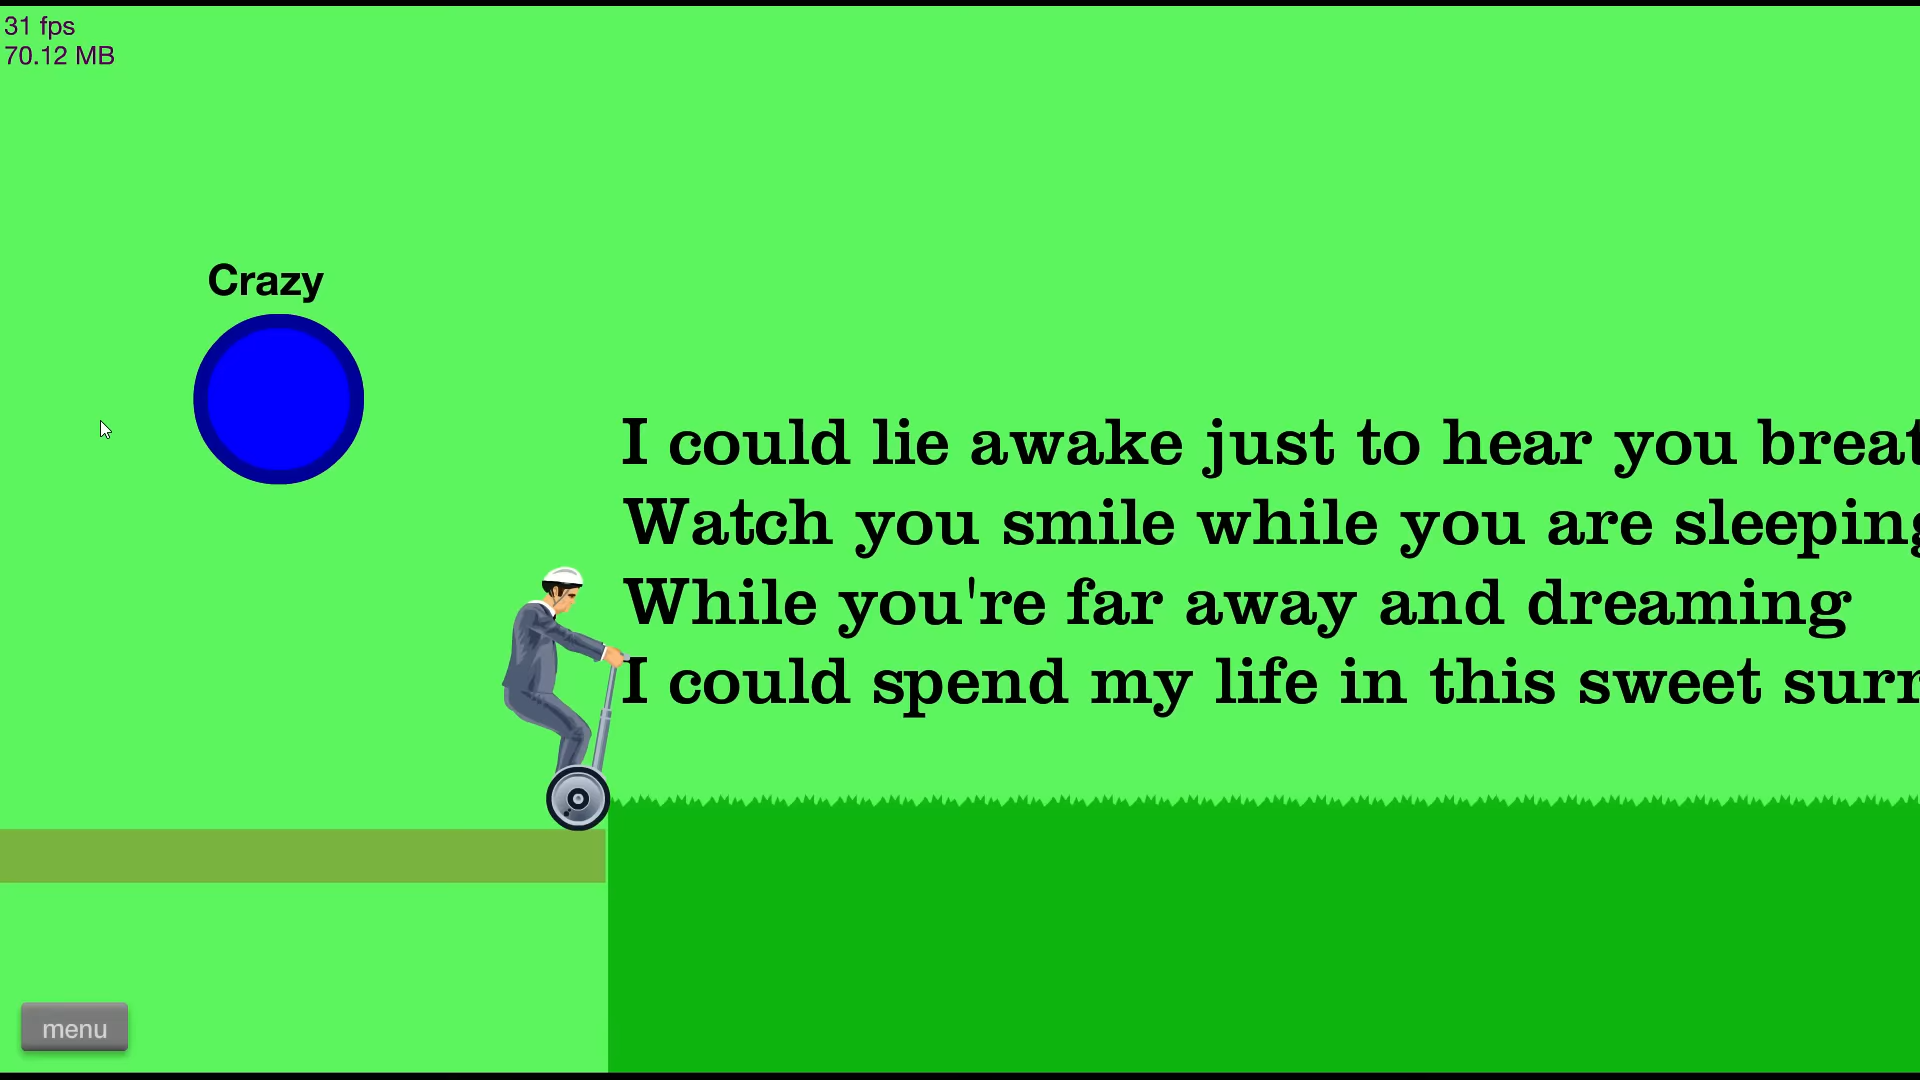 31 fps
70.12 MB
Crazy
I could lie awake just to hear you
Watch you smile while you are
While you're far away and dreaming
I could spend my life in this sweet
menu